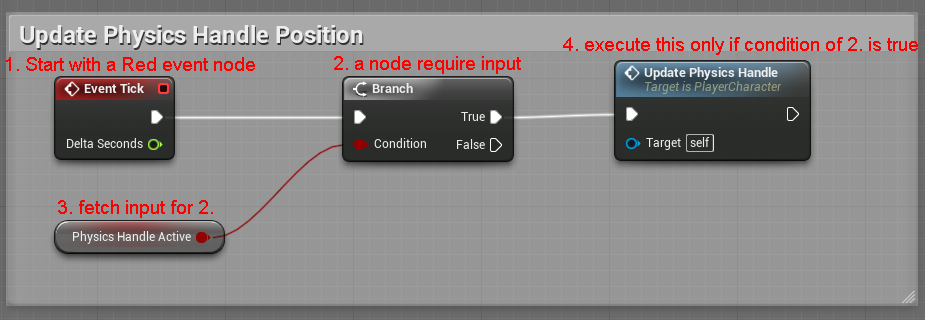 Update Physics Handle Position
1. Start with a Red event node
2. a node require input
4. execute this only if condition of 2. is true
Event Tick
Delta Seconds
Branch
True
Condition
False
Update Physics Handle
Target is PlayerCharacter
Target self
3. fetch input for 2.
Physics Handle Active